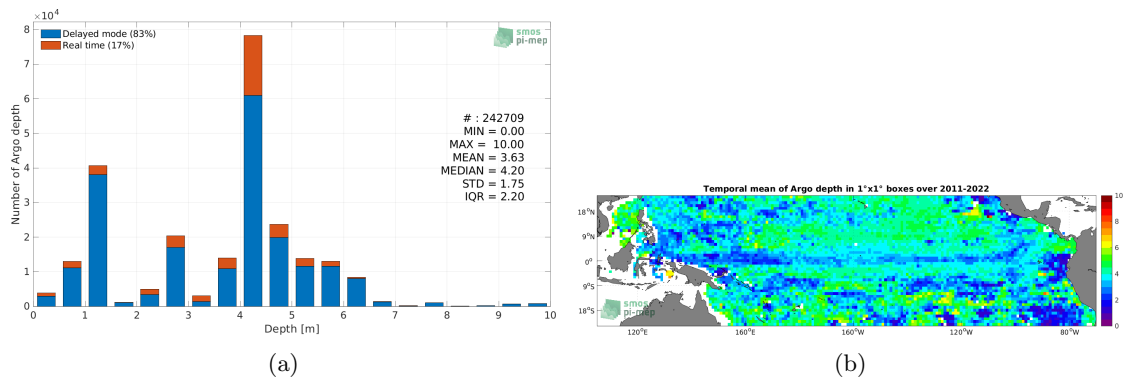 ×10⁴
Delayed mode (83%)
Real time (17%)
smos
pi-mep
8
7
6
5
4
3
2
1
0
Number of Argo depth
# : 242709
MIN = 0.00
MAX = 10.00
MEAN = 3.63
MEDIAN = 4.20
STD = 1.75
IQR = 2.20
0 1 2 3 4 5 6 7 8 9 10
Depth [m]
(a)
Temporal mean of Argo depth in 1°x1° boxes over 2011-2022
18°N
9°N
0°
9°S
18°S
smos
pi-mep
120°E 160°E 160°W 120°W 80°W
10
8
6
4
2
0
(b)